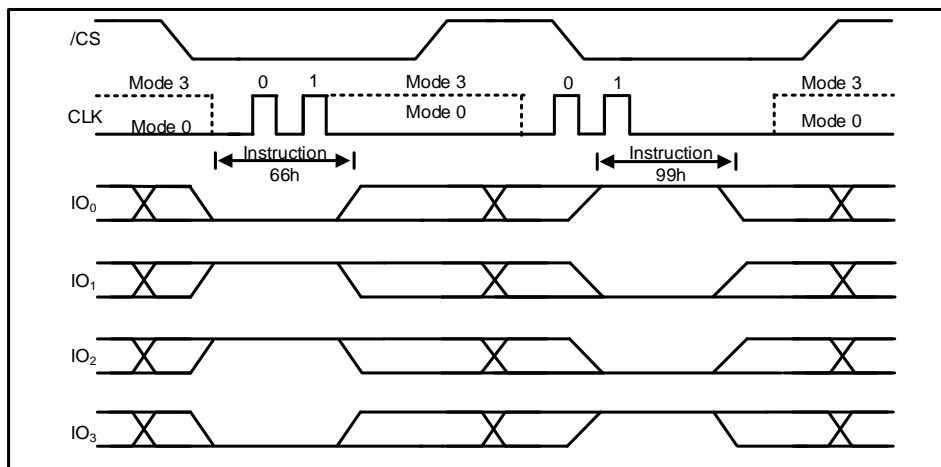 /CS
0 1 0 1
Mode 3 Mode 3 Mode 3
CLK
Mode 0 Mode 0 Mode 0
Instruction Instruction
66h 99h
IO₀
IO₁
IO₂
IO₃